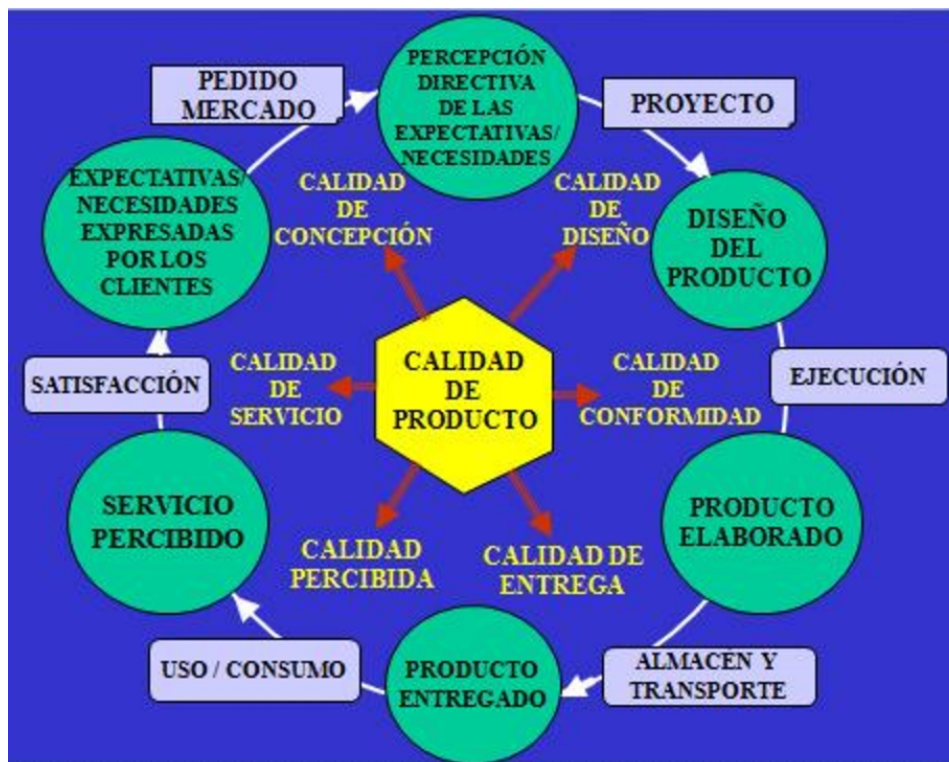 PEDIDO
MERCADO
PERCEPCIÓN
DIRECTIVA
DE LAS
EXPECTATIVAS/
NECESIDADES
PROYECTO
EXPECTATIVAS/
NECESIDADES
EXPRESADAS
POR LOS
CLIENTES
CALIDAD
DE
CONCEPCIÓN
CALIDAD
DE
DISEÑO
DISEÑO
DEL
PRODUCTO
SATISFACCIÓN
CALIDAD
DE
SERVICIO
CALIDAD
DE
PRODUCTO
CALIDAD
DE
CONFORMIDAD
EJECUCIÓN
SERVICIO
PERCIBIDO
CALIDAD
PERCIBIDA
CALIDAD DE
ENTREGA
PRODUCTO
ELABORADO
USO / CONSUMO
PRODUCTO
ENTREGADO
ALMACÉN Y
TRANSPORTE